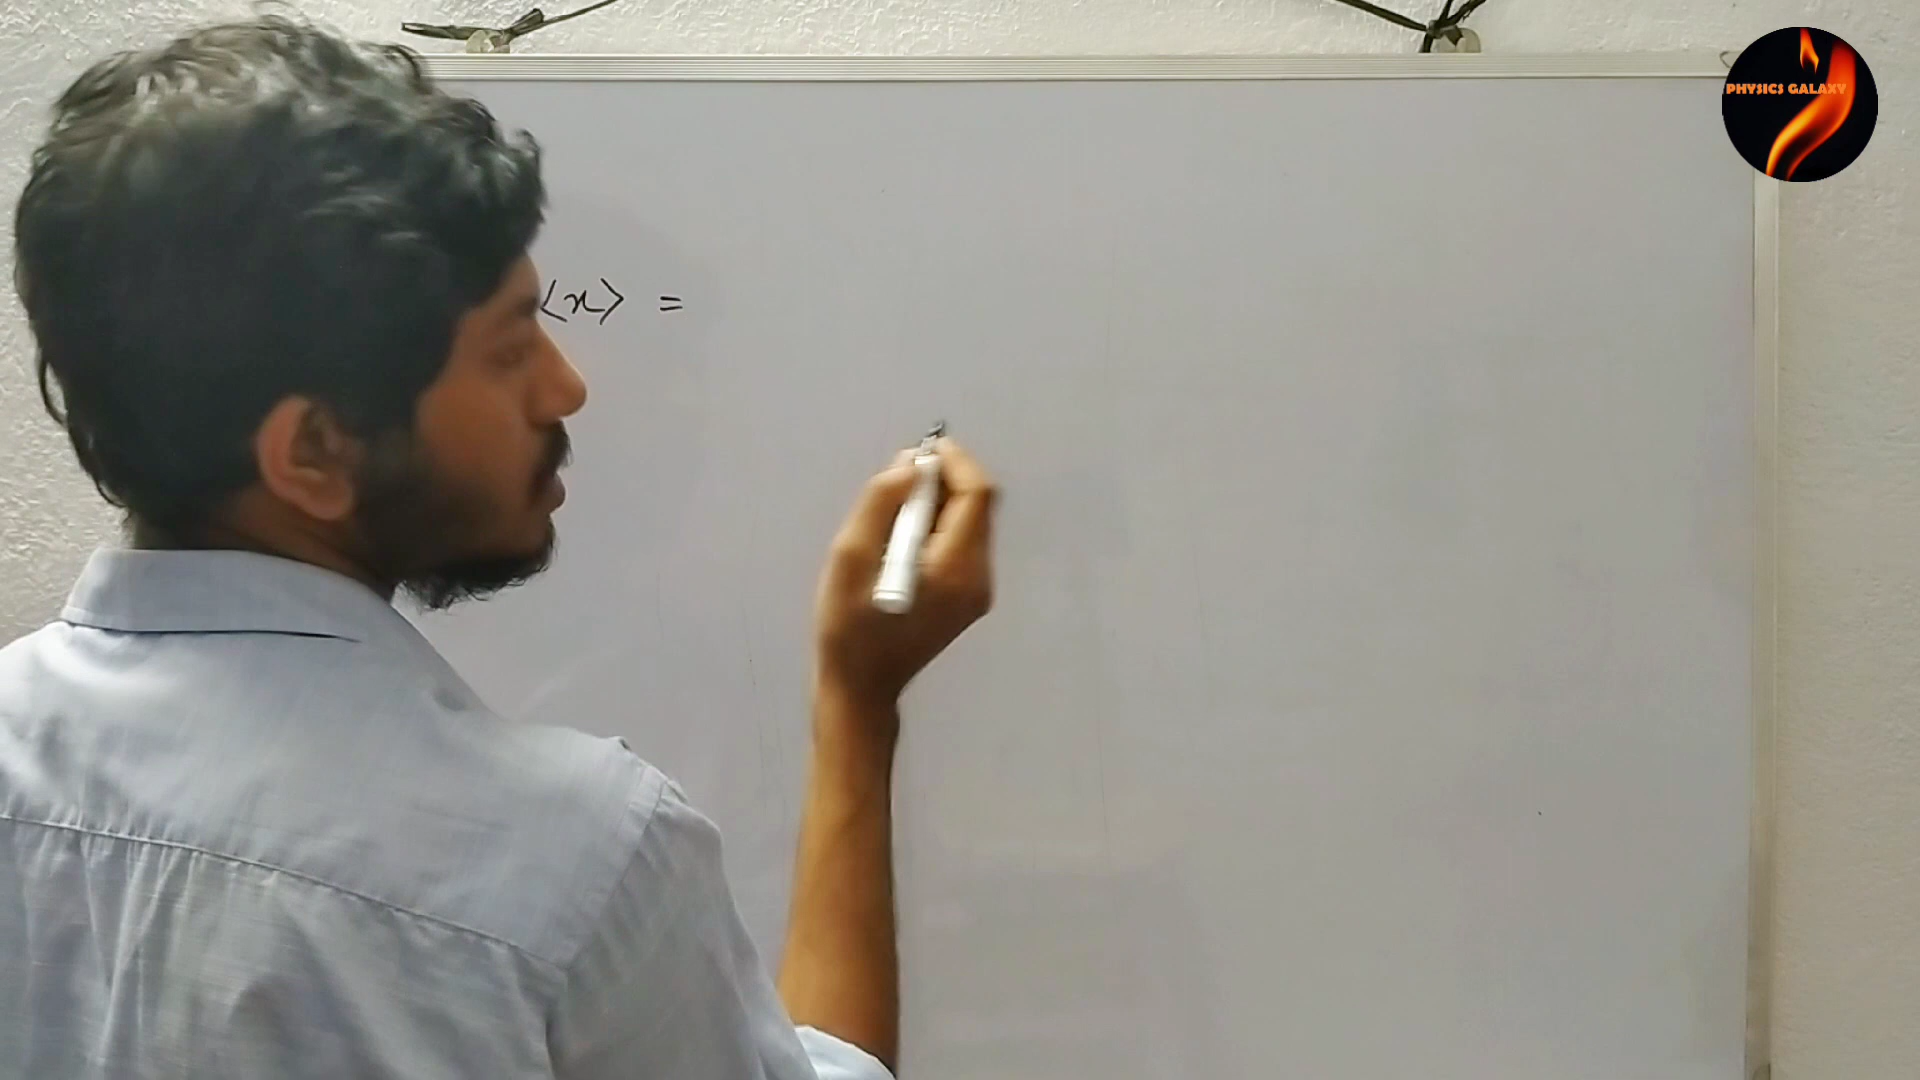 PHYSICS GALAXY
⟨x⟩ =